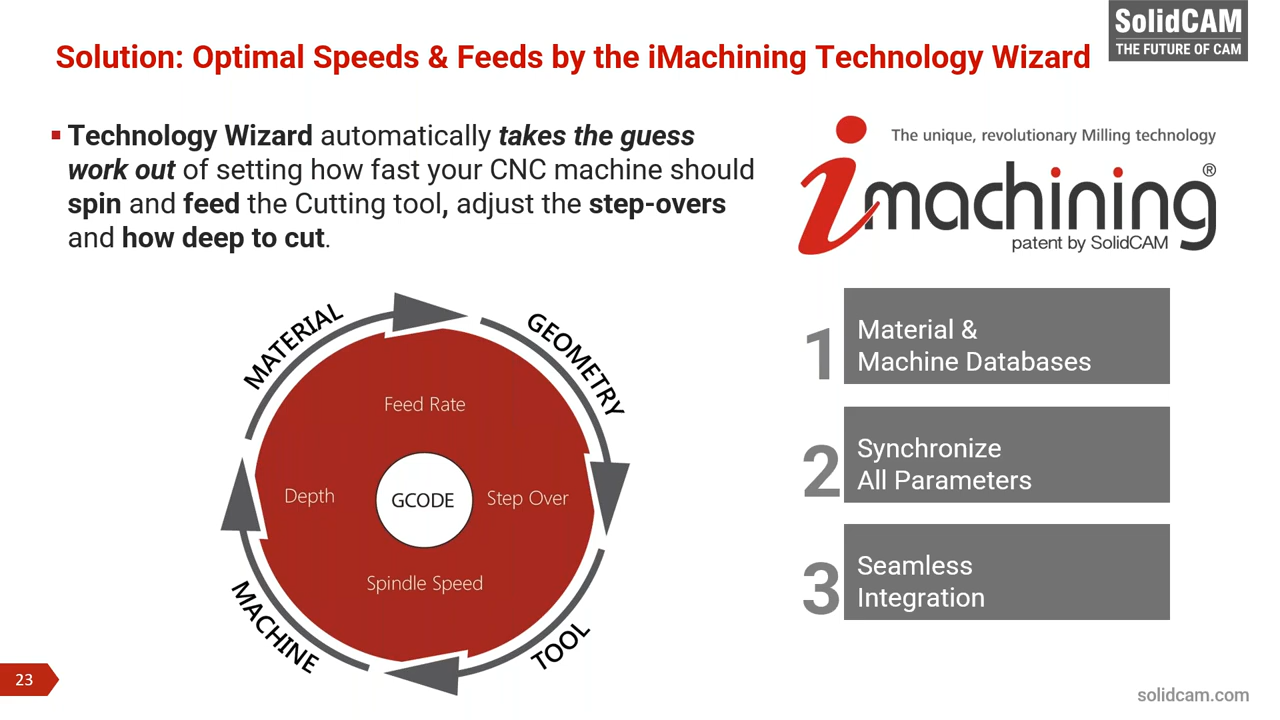 SolidCAM
THE FUTURE OF CAM
Solution: Optimal Speeds & Feeds by the iMachining Technology Wizard
Technology Wizard automatically takes the guess
work out of setting how fast your CNC machine should
spin and feed the Cutting tool, adjust the step-overs
and how deep to cut.
The unique, revolutionary Milling technology
imachining®
patent by SolidCAM
MATERIAL
GEOMETRY
TOOL
MACHINE
Feed Rate
Depth
GCODE
Step Over
Spindle Speed
1
Material &
Machine Databases
2
Synchronize
All Parameters
3
Seamless
Integration
23
solidcam.com